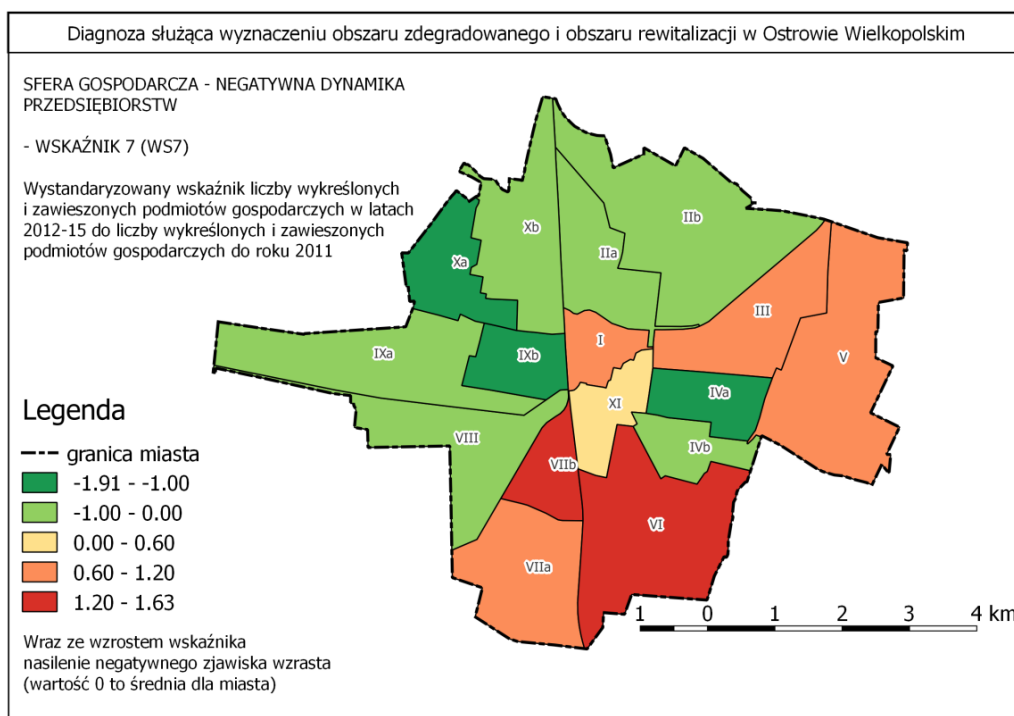 Diagnoza służąca wyznaczeniu obszaru zdegradowanego i obszaru rewitalizacji w Ostrowie Wielkopolskim
SFERA GOSPODARCZA - NEGATYWNA DYNAMIKA
PRZEDSIĘBIORSTW
- WSKAŹNIK 7 (WS7)
Wystandaryzowany wskaźnik liczby wykreślonych
i zawieszonych podmiotów gospodarczych w latach
2012-15 do liczby wykreślonych i zawieszonych
podmiotów gospodarczych do roku 2011
Xb
IIb
IIa
Xa
III
I
IXa
IXb
V
IVa
XI
VIII
IVb
VIIb
VI
VIIa
Legenda
granica miasta
-1.91 - -1.00
-1.00 - 0.00
0.00 - 0.60
0.60 - 1.20
1.20 - 1.63
Wraz ze wzrostem wskaźnika
nasilenie negatywnego zjawiska wzrasta
(wartość 0 to średnia dla miasta)
1 0 1 2 3 4 km